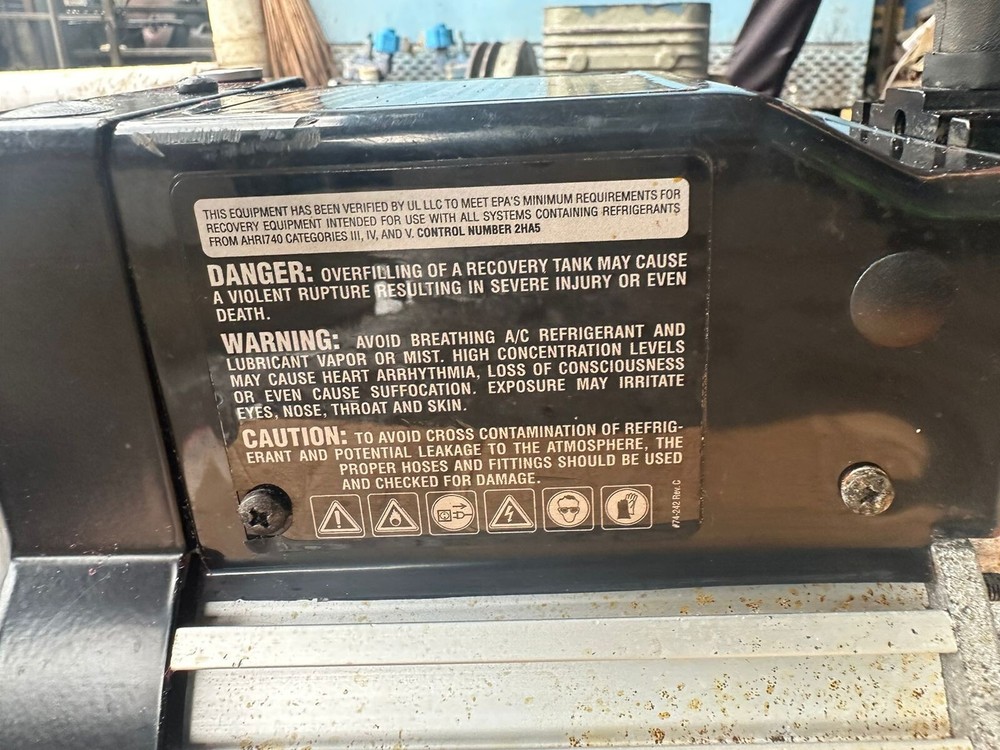 THIS EQUIPMENT HAS BEEN VERIFIED BY UL LLC TO MEET EPA'S MINIMUM REQUIREMENTS FOR
RECOVERY EQUIPMENT INTENDED FOR USE WITH ALL SYSTEMS CONTAINING REFRIGERANTS
FROM AHRI740 CATEGORIES III, IV, AND V. CONTROL NUMBER 2HA5
DANGER: OVERFILLING OF A RECOVERY TANK MAY CAUSE
A VIOLENT RUPTURE RESULTING IN SEVERE INJURY OR EVEN
DEATH.
WARNING: AVOID BREATHING A/C REFRIGERANT AND
LUBRICANT VAPOR OR MIST. HIGH CONCENTRATION LEVELS
MAY CAUSE HEART ARRHYTHMIA, LOSS OF CONSCIOUSNESS
OR EVEN CAUSE SUFFOCATION. EXPOSURE MAY IRRITATE
EYES, NOSE, THROAT AND SKIN.
CAUTION: TO AVOID CROSS CONTAMINATION OF REFRIG-
ERANT AND POTENTIAL LEAKAGE TO THE ATMOSPHERE, THE
PROPER HOSES AND FITTINGS SHOULD BE USED
AND CHECKED FOR DAMAGE.
#74-242 Rev. C